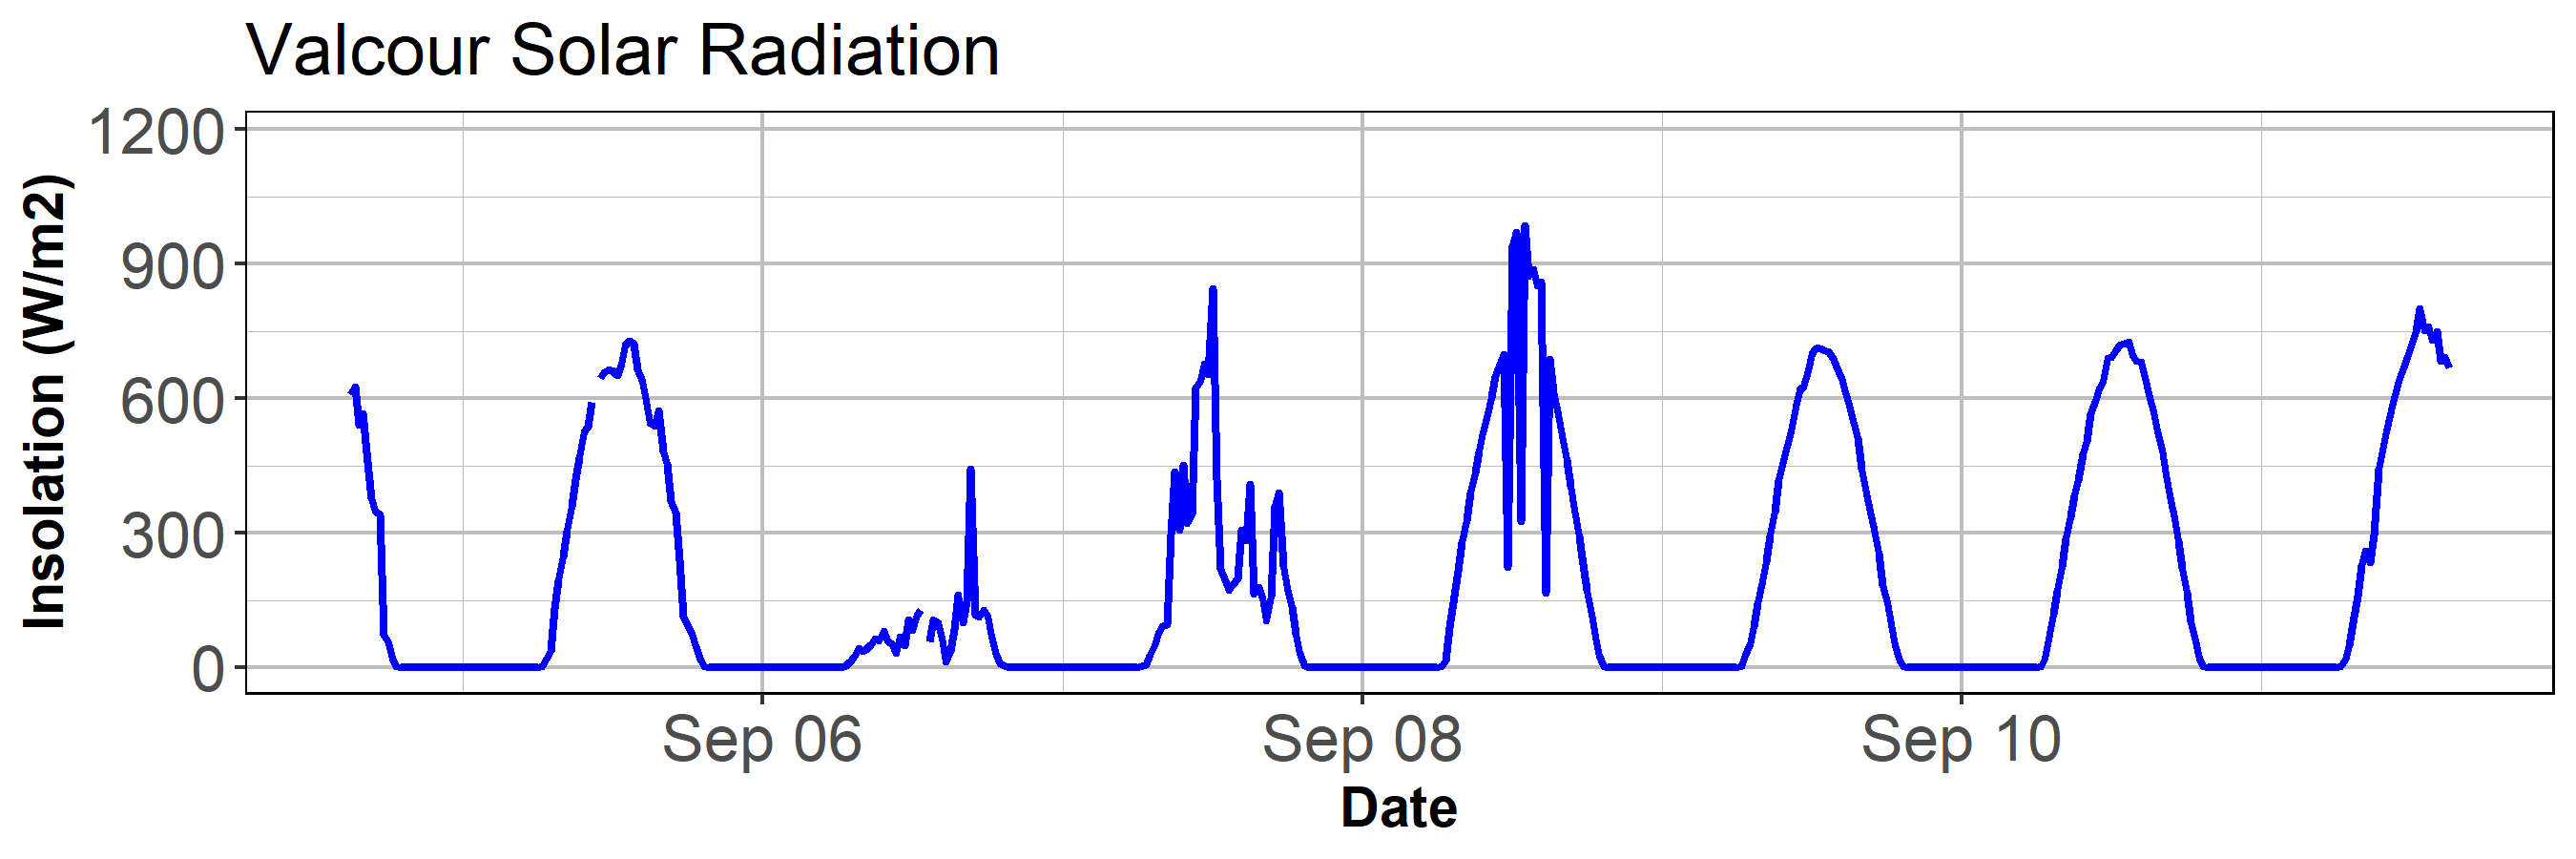 Valcour Solar Radiation
1200
900
600
300
0
Insolation (W/m2)
Sep 06
Sep 08
Sep 10
Date